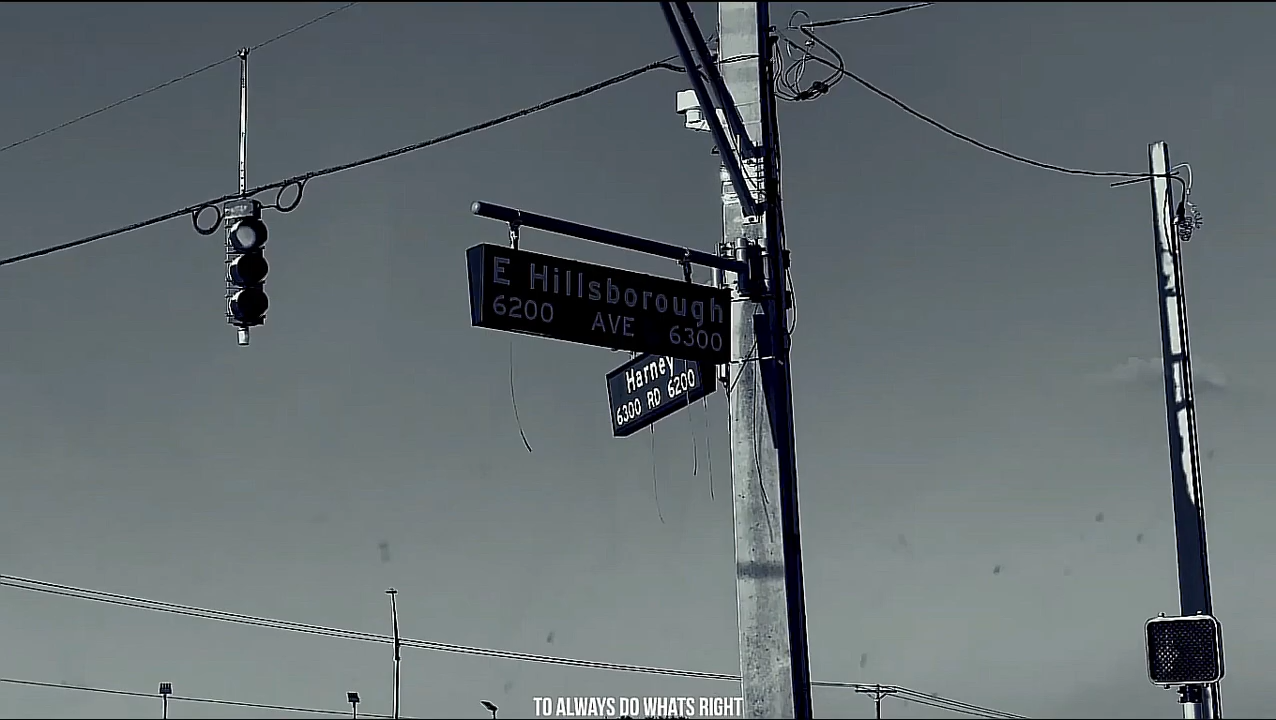 E Hillsborough
6200 AVE 6300
Harney
6300 RD 6200
TO ALWAYS DO WHATS RIGHT